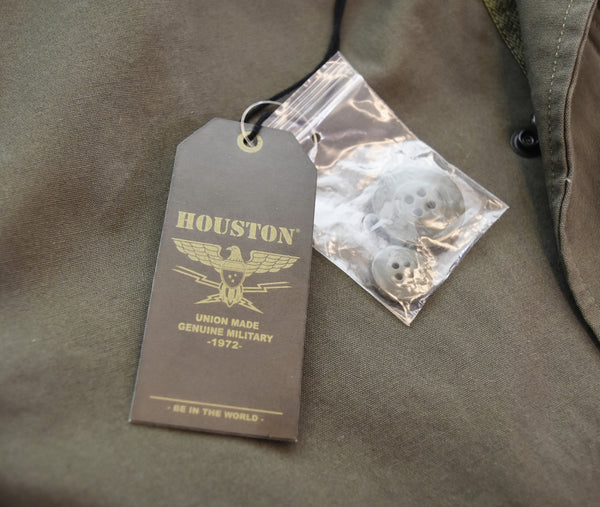 HOUSTON®
UNION MADE
GENUINE MILITARY
-1972-
- BE IN THE WORLD -